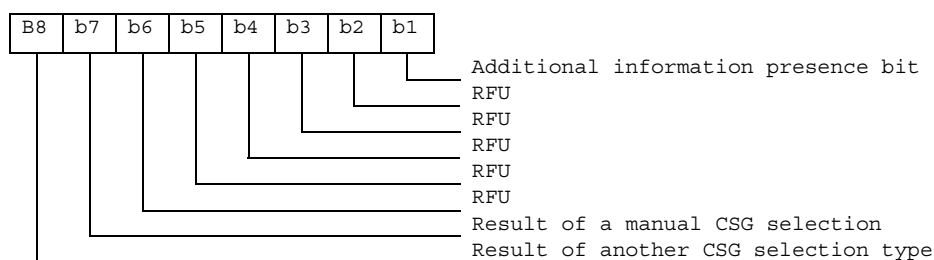 B8 b7 b6 b5 b4 b3 b2 b1
Additional information presence bit
RFU
RFU
RFU
RFU
RFU
Result of a manual CSG selection
Result of another CSG selection type